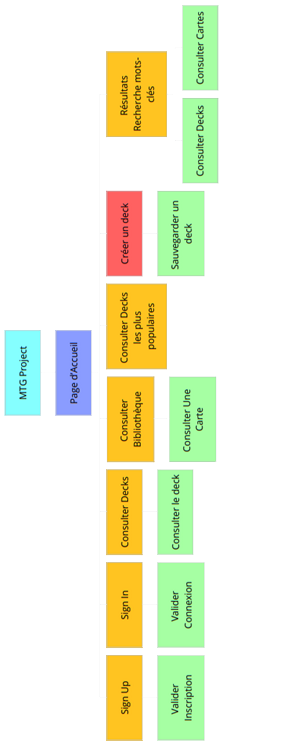 MTG Project
Page d'Accueil
Sign Up
Sign In
Consulter Decks
Consulter
Bibliothèque
Consulter Decks
les plus
populaires
Créer un deck
Résultats
Recherche mots-
clés
Valider
Inscription
Valider
Connexion
Consulter le deck
Consulter Une
Carte
Sauvegarder un
deck
Consulter Decks
Consulter Cartes